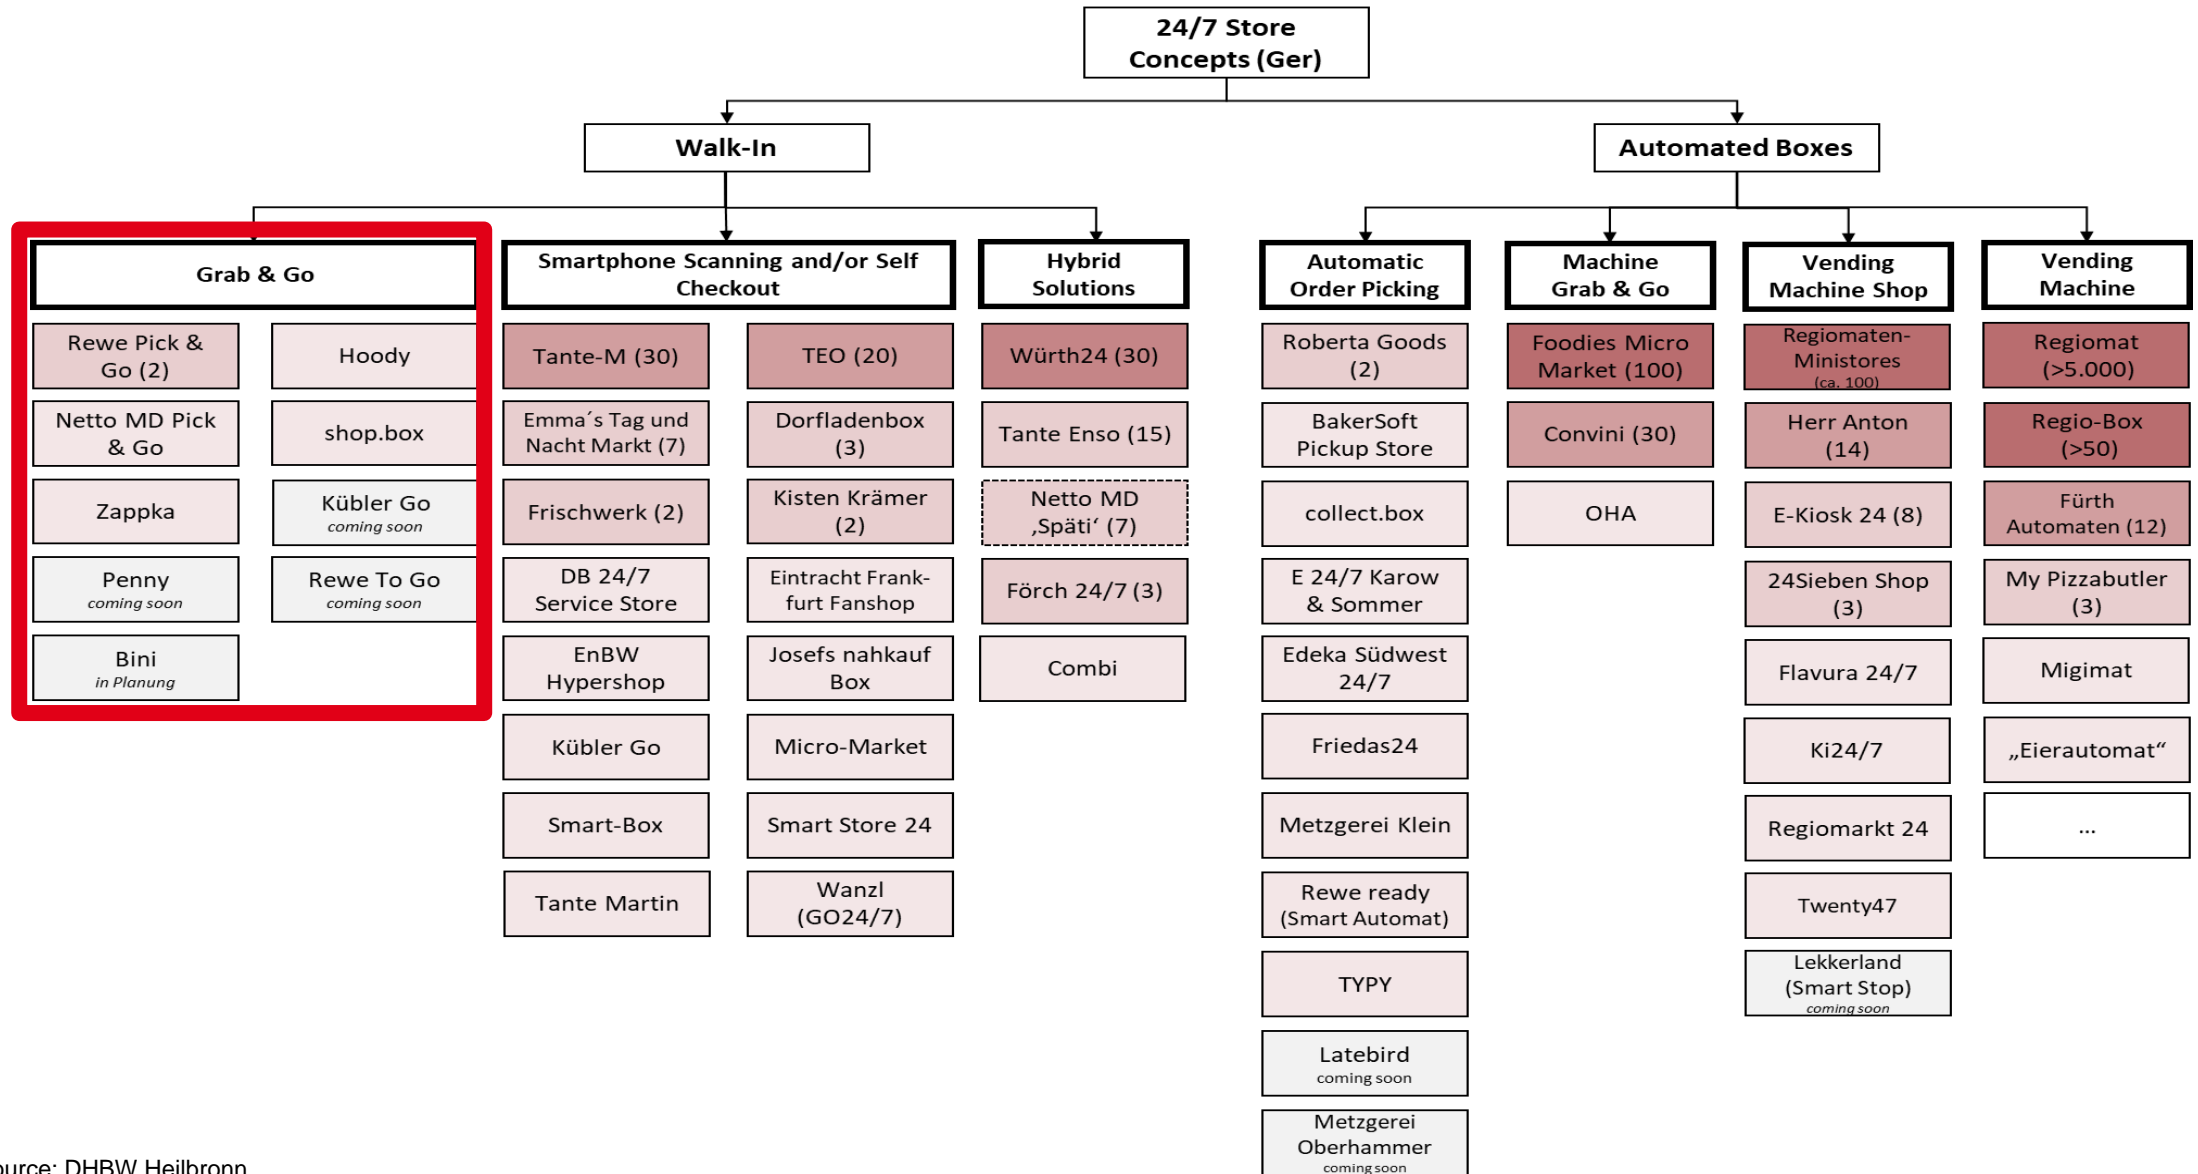 24/7 Store
Concepts (Ger)
Walk-In
Automated Boxes
Grab & Go
Smartphone Scanning and/or Self
Checkout
Hybrid
Solutions
Automatic
Order Picking
Machine
Grab & Go
Vending
Machine Shop
Vending
Machine
Rewe Pick &
Go (2)
Netto MD Pick
& Go
Zappka
Penny
coming soon
Bini
in Planung
Hoody
shop.box
Kübler Go
coming soon
Rewe To Go
coming soon
Tante-M (30)
Emma´s Tag und
Nacht Markt (7)
Frischwerk (2)
DB 24/7
Service Store
EnBW
Hypershop
Kübler Go
Smart-Box
Tante Martin
TEO (20)
Dorfladenbox
(3)
Kisten Krämer
(2)
Eintracht Frank-
furt Fanshop
Josefs nahkauf
Box
Micro-Market
Smart Store 24
Wanzl
(GO24/7)
Würth24 (30)
Tante Enso (15)
Netto MD
‚Späti‘ (7)
Förch 24/7 (3)
Combi
Roberta Goods
(2)
BakerSoft
Pickup Store
collect.box
E 24/7 Karow
& Sommer
Edeka Südwest
24/7
Friedas24
Metzgerei Klein
Rewe ready
(Smart Automat)
TYPY
Latebird
coming soon
Metzgerei
Oberhammer
coming soon
Foodies Micro
Market (100)
Convini (30)
OHA
Regiomaten-
Ministores
(ca. 100)
Herr Anton
(14)
E-Kiosk 24 (8)
24Sieben Shop
(3)
Flavura 24/7
Ki24/7
Regiomarkt 24
Twenty47
Lekkerland
(Smart Stop)
coming soon
Regiomat
(>5.000)
Regio-Box
(>50)
Fürth
Automaten (12)
My Pizzabutler
(3)
Migimat
„Eierautomat“
...
ource: DHBW Heilbronn